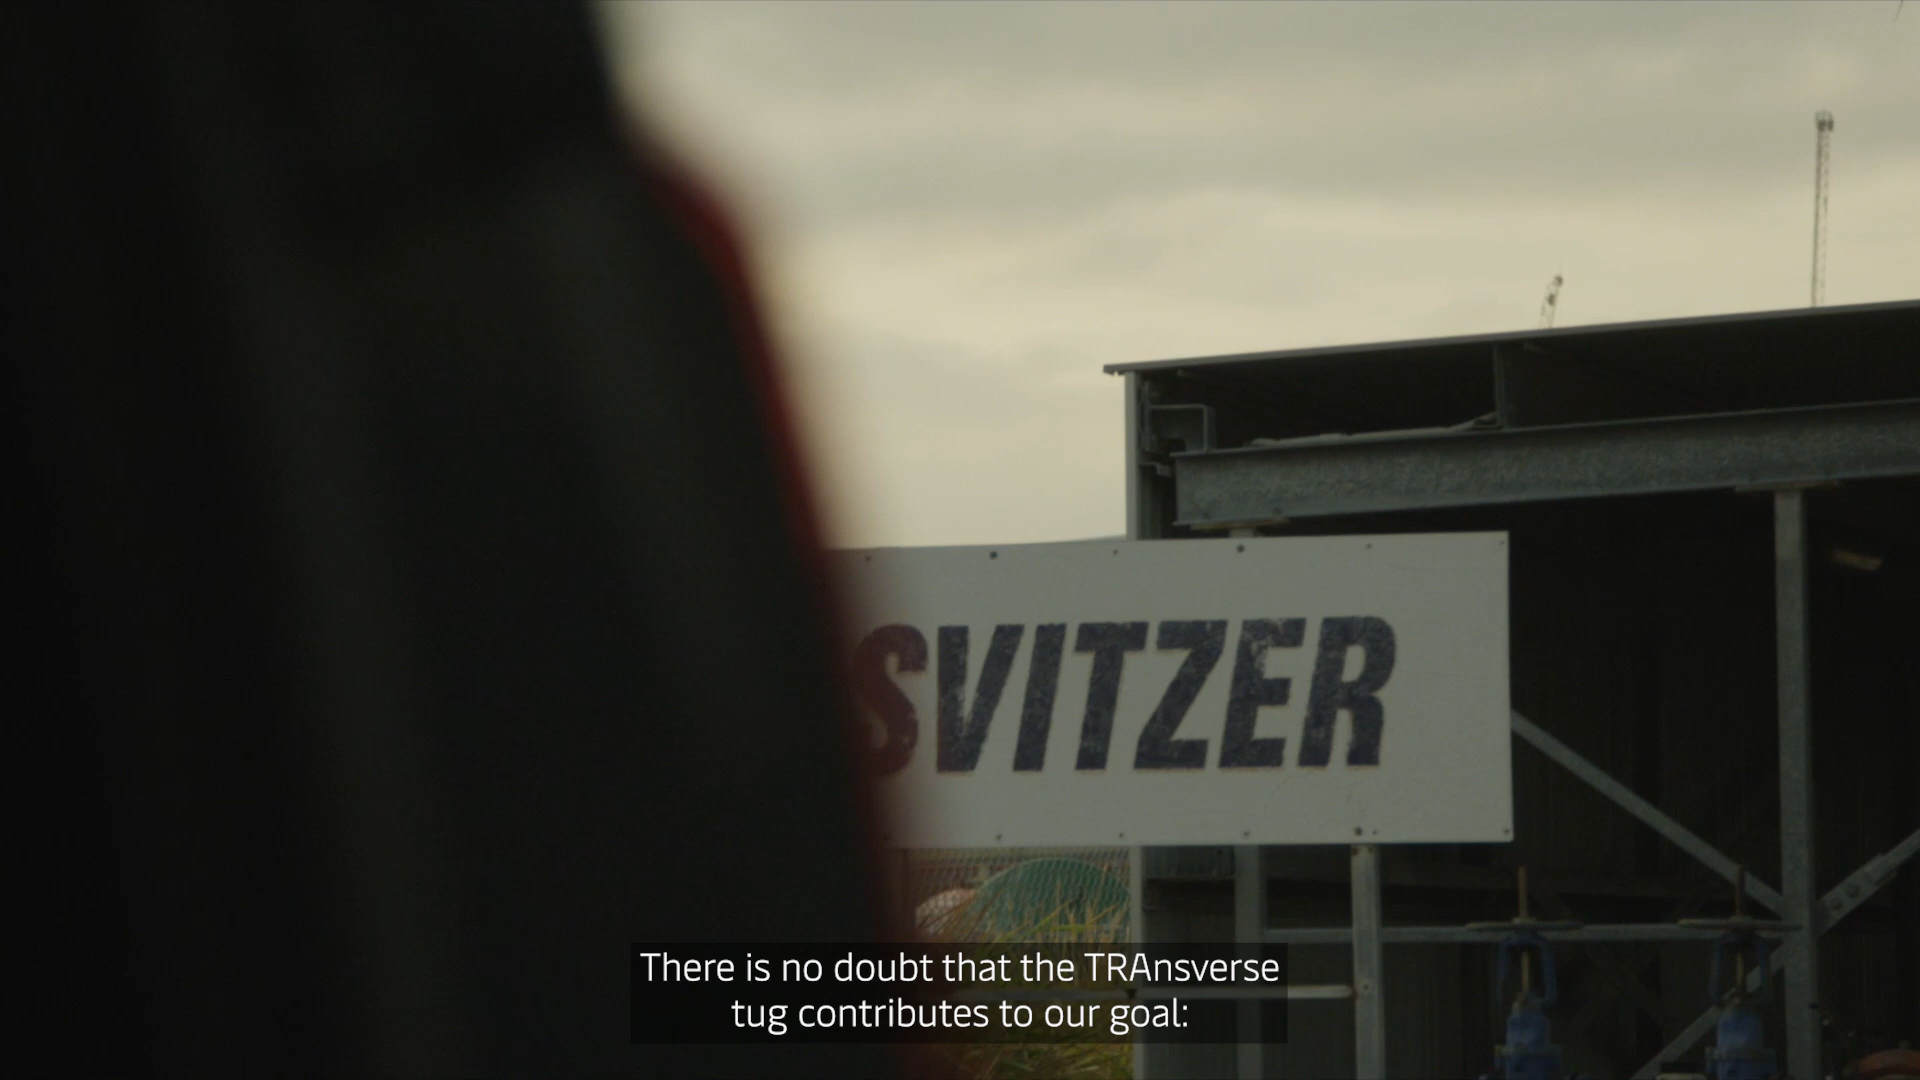 SVITZER
There is no doubt that the TRAnsverse
tug contributes to our goal: